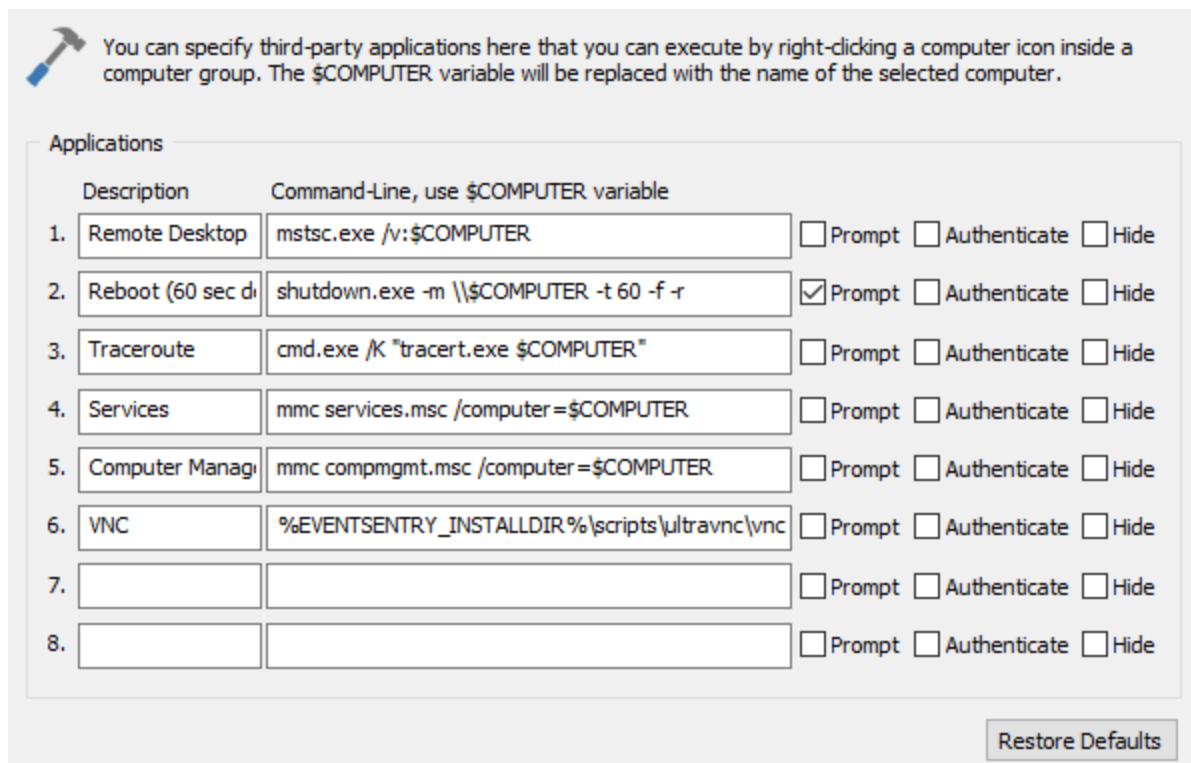 You can specify third-party applications here that you can execute by right-clicking a computer icon inside a
computer group. The $COMPUTER variable will be replaced with the name of the selected computer.
Applications
Description Command-Line, use $COMPUTER variable
1. Remote Desktop mstsc.exe /v:$COMPUTER Prompt Authenticate Hide
2. Reboot (60 sec d shutdown.exe -m \\$COMPUTER -t 60 -f -r Prompt Authenticate Hide
3. Traceroute cmd.exe /K "tracert.exe $COMPUTER" Prompt Authenticate Hide
4. Services mmc services.msc /computer=$COMPUTER Prompt Authenticate Hide
5. Computer Manag mmc compmgmt.msc /computer=$COMPUTER Prompt Authenticate Hide
6. VNC %EVENTSENTRY_INSTALLDIR%\scripts\ultravnc\vnc Prompt Authenticate Hide
7. Prompt Authenticate Hide
8. Prompt Authenticate Hide
Restore Defaults